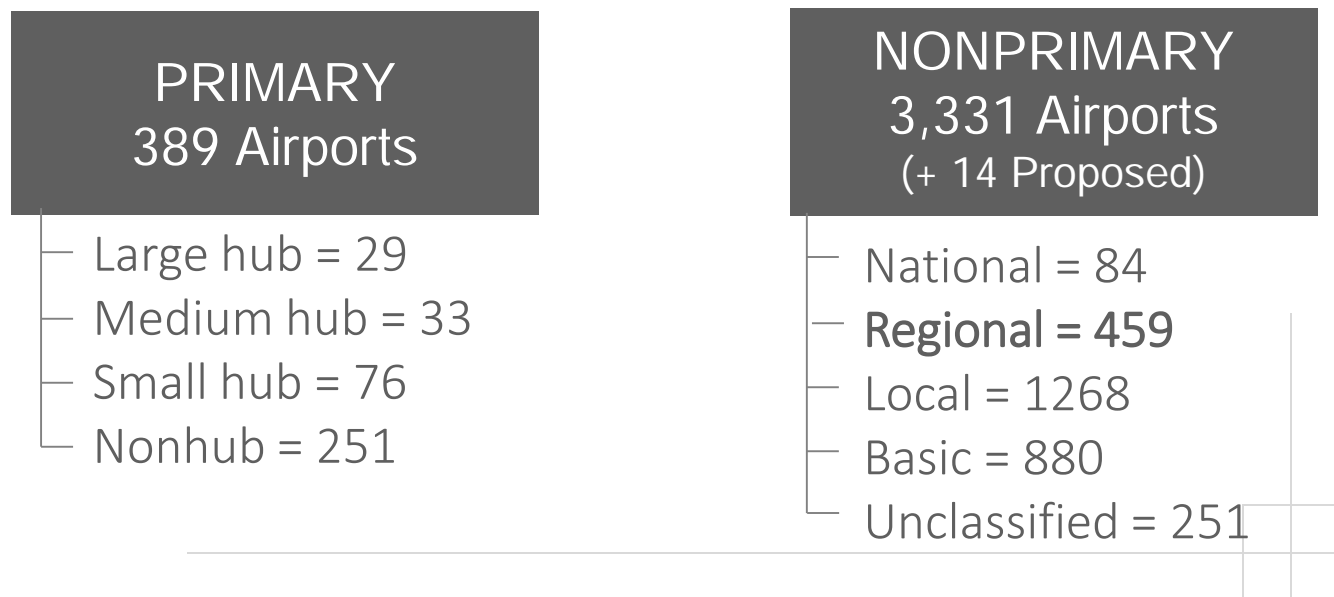 PRIMARY
389 Airports
Large hub = 29
Medium hub = 33
Small hub = 76
Nonhub = 251
NONPRIMARY
3,331 Airports
(+ 14 Proposed)
National = 84
Regional = 459
Local = 1268
Basic = 880
Unclassified = 251